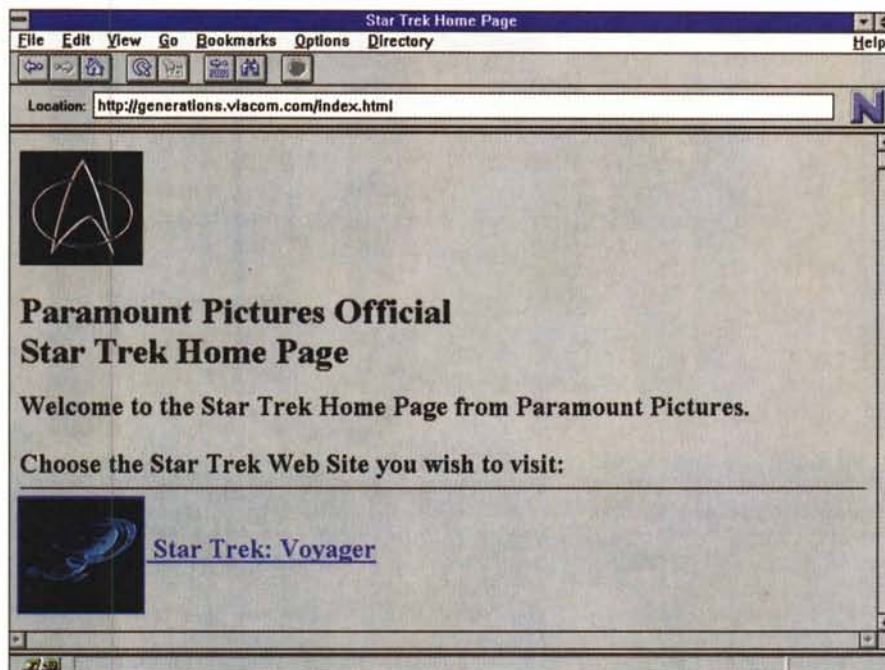 Star Trek Home Page
File Edit View Go Bookmarks Options Directory Help
Location: http://generations.viacom.com/index.html
N
Paramount Pictures Official
Star Trek Home Page
Welcome to the Star Trek Home Page from Paramount Pictures.
Choose the Star Trek Web Site you wish to visit:
Star Trek: Voyager